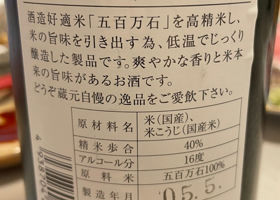 酒造好適米「五百万石」を高精米し、
米の旨味を引き出す為、低温でじっくり
醸造した製品です。爽やかな香りと米本
来の旨味があるお酒です。
どうぞ蔵元自慢の逸品をご愛飲下さい。
原材料名 米(国産)、米こうじ(国産米)
精米歩合 40%
アルコール分 16度
原料米 五百万石100%
製造年月 05.5.